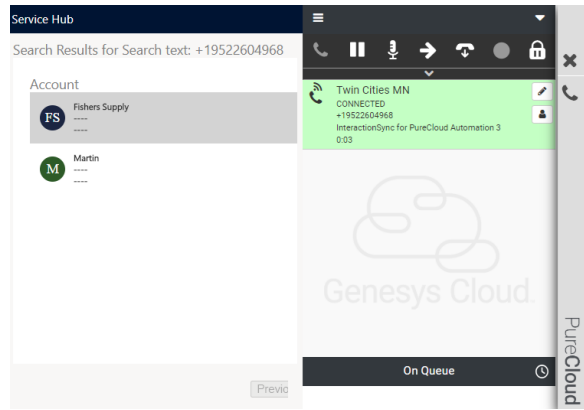 Service Hub
Search Results for Search text: +19522604968
Account
FS
Fishers Supply
----
----
M
Martin
----
----
Previc
Twin Cities MN
CONNECTED
+19522604968
InteractionSync for PureCloud Automation 3
0:03
Genesys Cloud.
On Queue
PureCloud